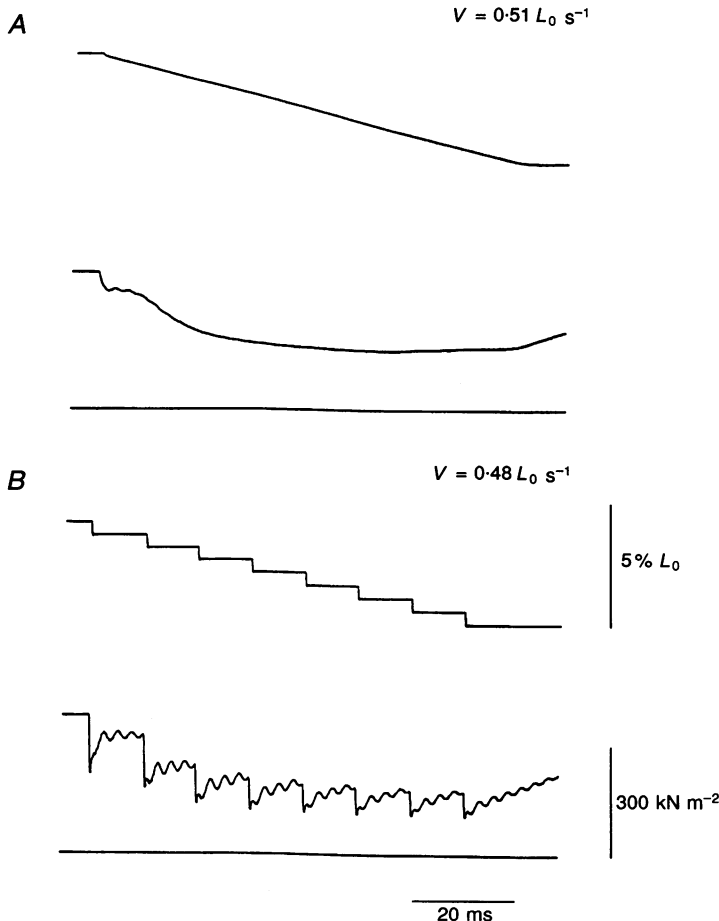 A
V = 0·51 L₀ s⁻¹
B
V = 0·48 L₀ s⁻¹
5% L₀
300 kN m⁻²
20 ms